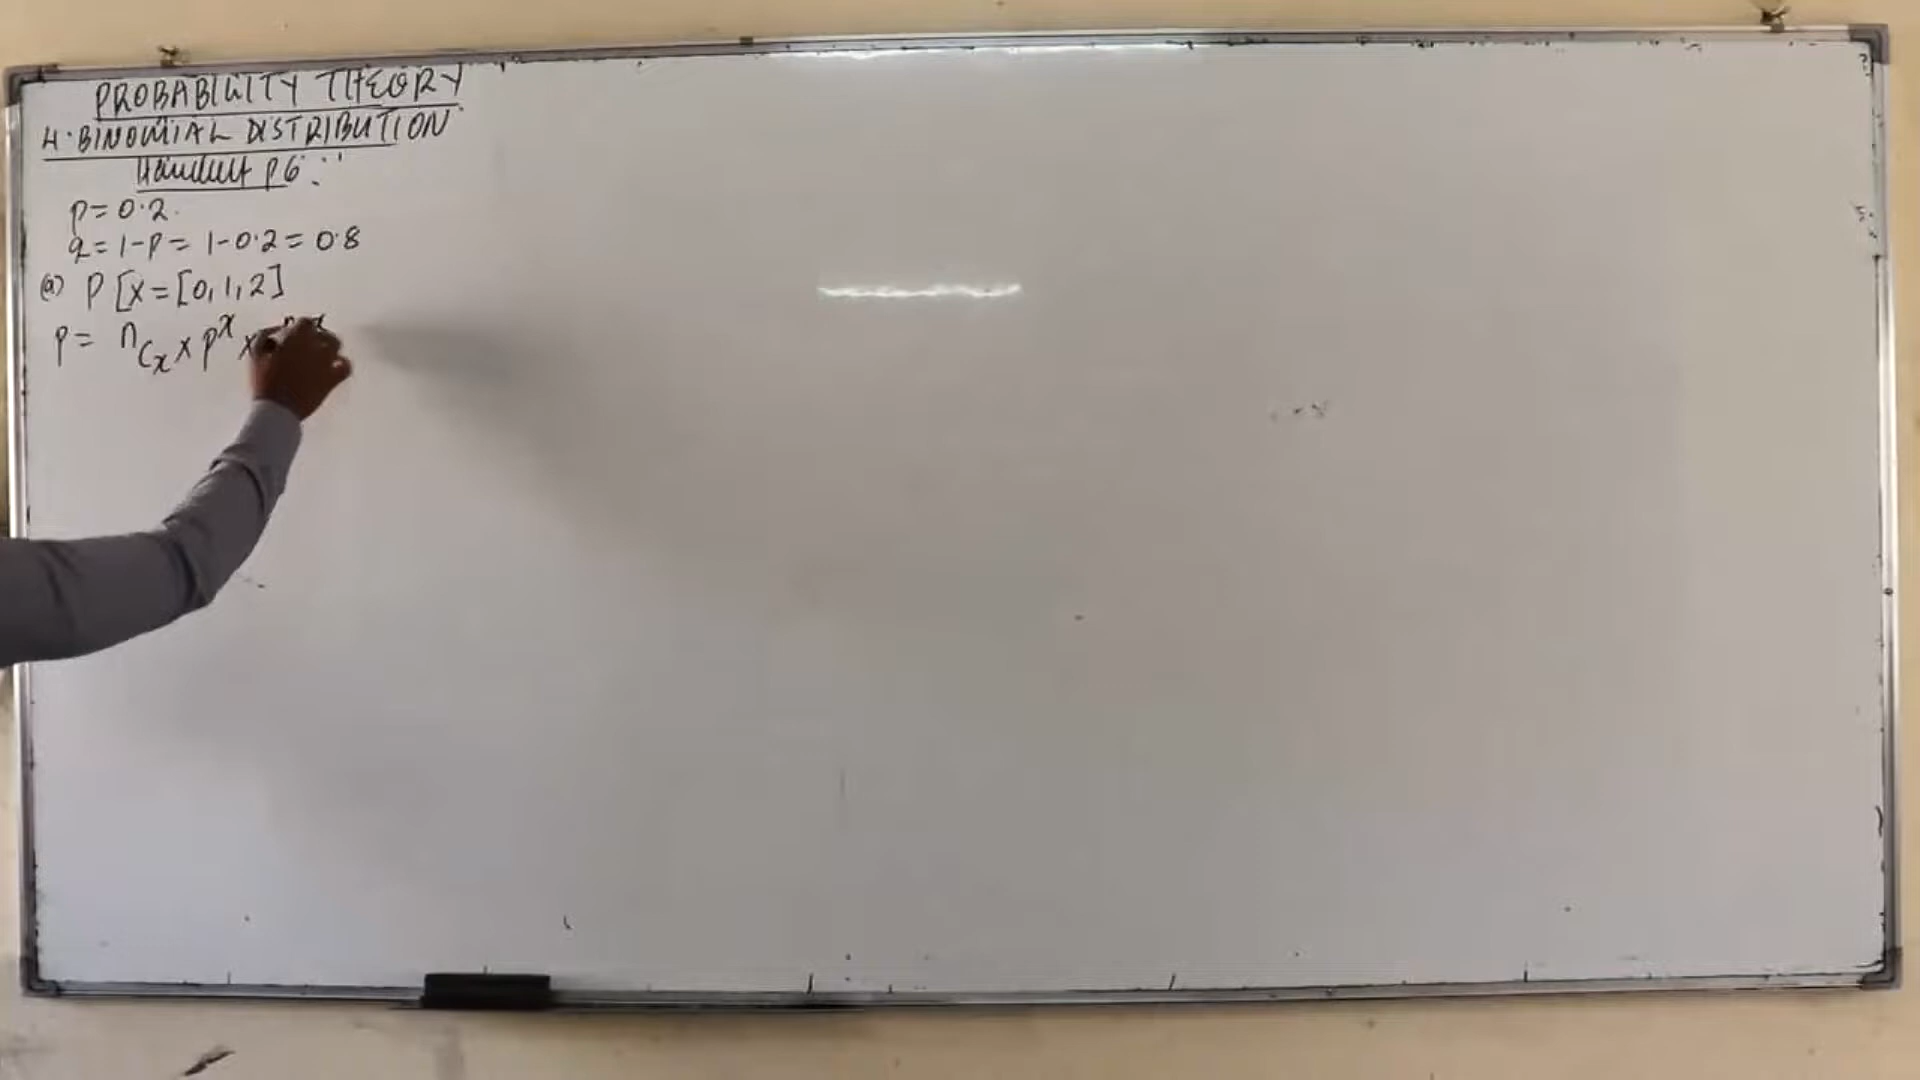 PROBABILITY THEORY
4. BINOMIAL DISTRIBUTION
Handout P6
p = 0.2
q = 1 - p = 1 - 0.2 = 0.8
(a) P [x = [0, 1, 2]
p = nCx x p^x x